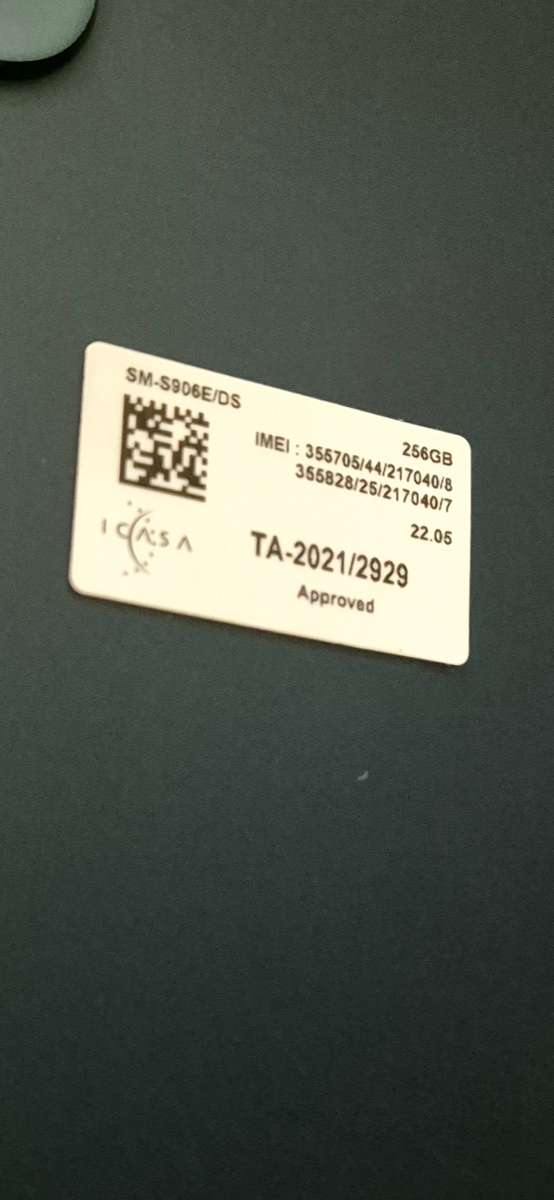 SM-S906E/DS
256GB
IMEI : 355705/44/217040/8
355828/25/217040/7
22.05
ICASA
TA-2021/2929
Approved